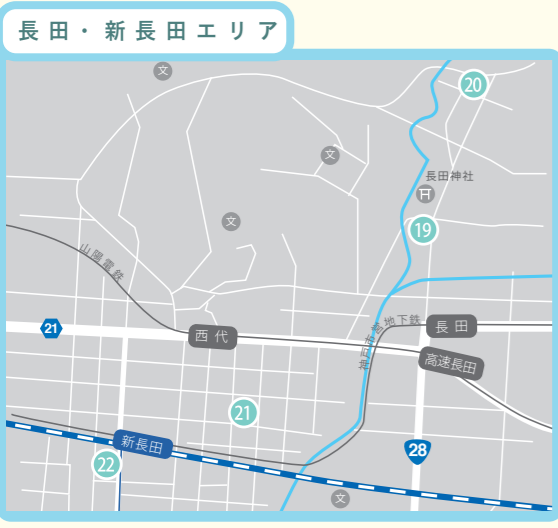 長田・新長田エリア
文
20
文
長田神社
文
19
山陽電鉄
神戸市営地下鉄
長田
21
西代
高速長田
21
新長田
28
22
文